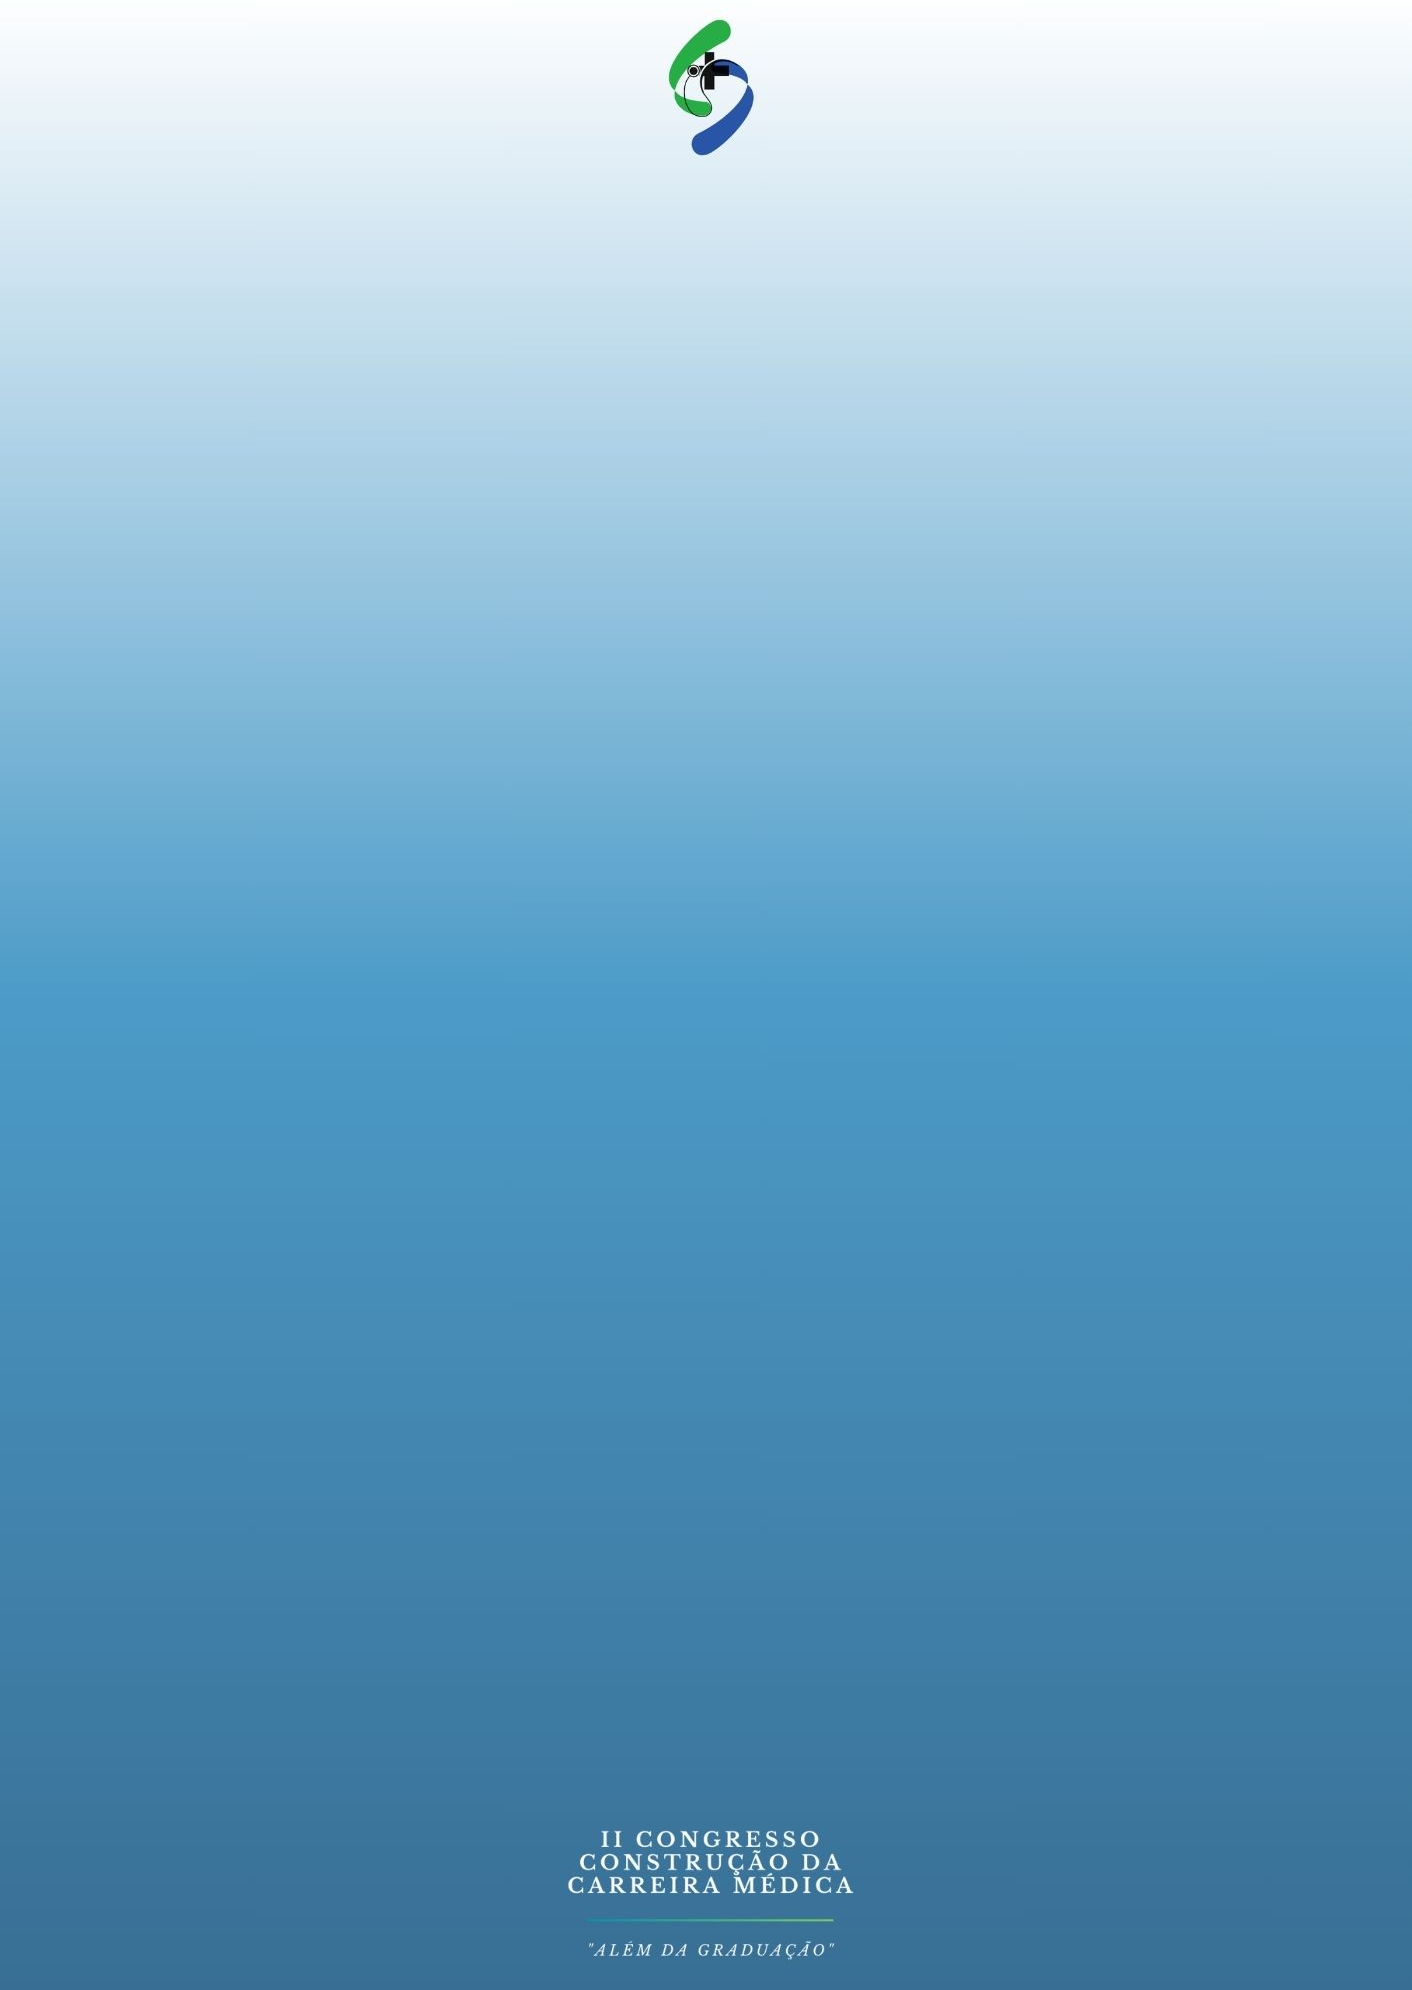 II CONGRESSO
CONSTRUÇÃO DA
CARREIRA MÉDICA
"ALÉM DA GRADUAÇÃO"